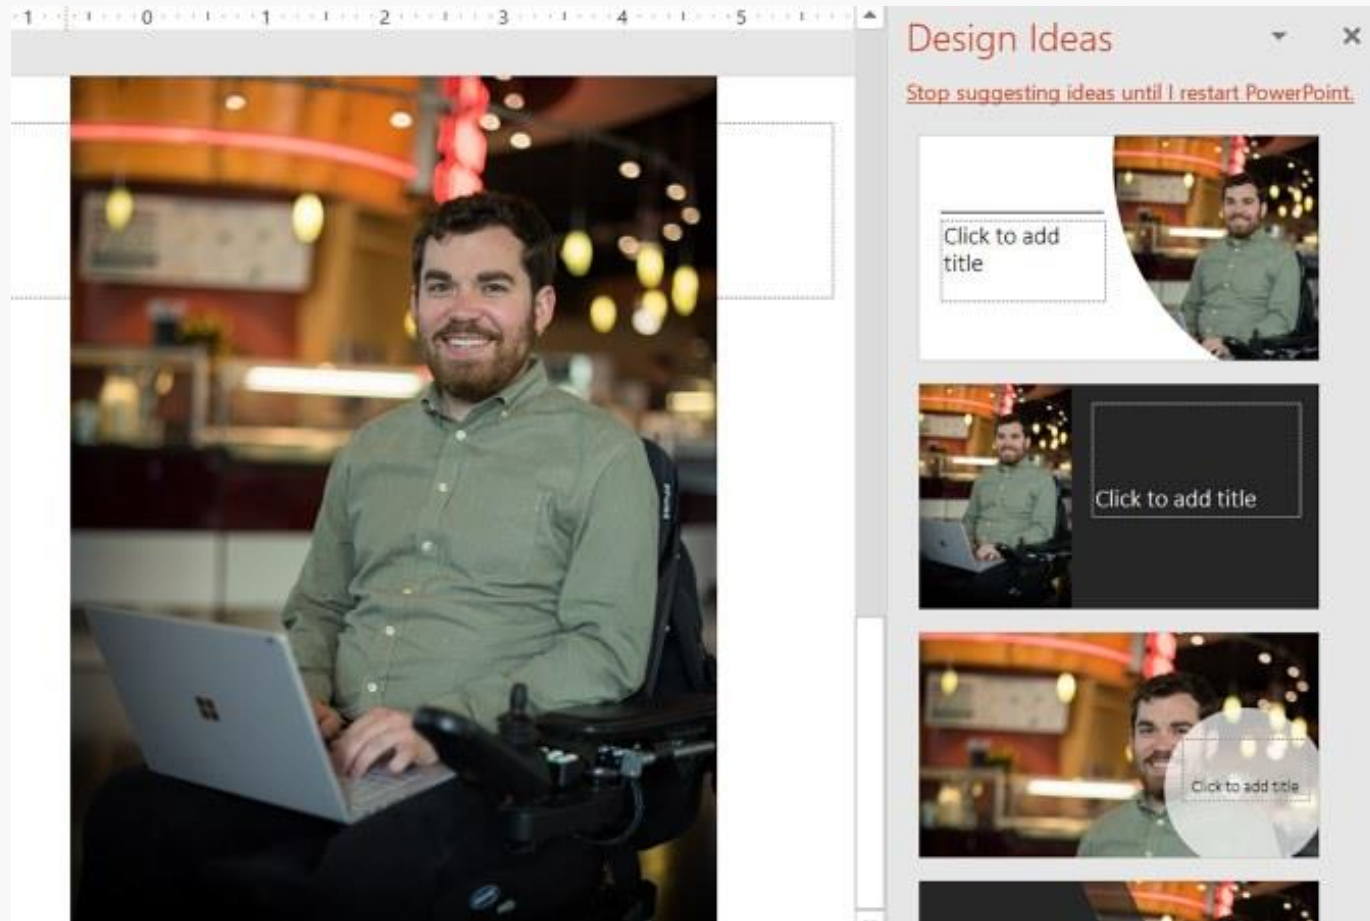 1 0 1 2 3 4 5
Design Ideas
Stop suggesting ideas until I restart PowerPoint.
Click to add
title
Click to add title
Click to add title